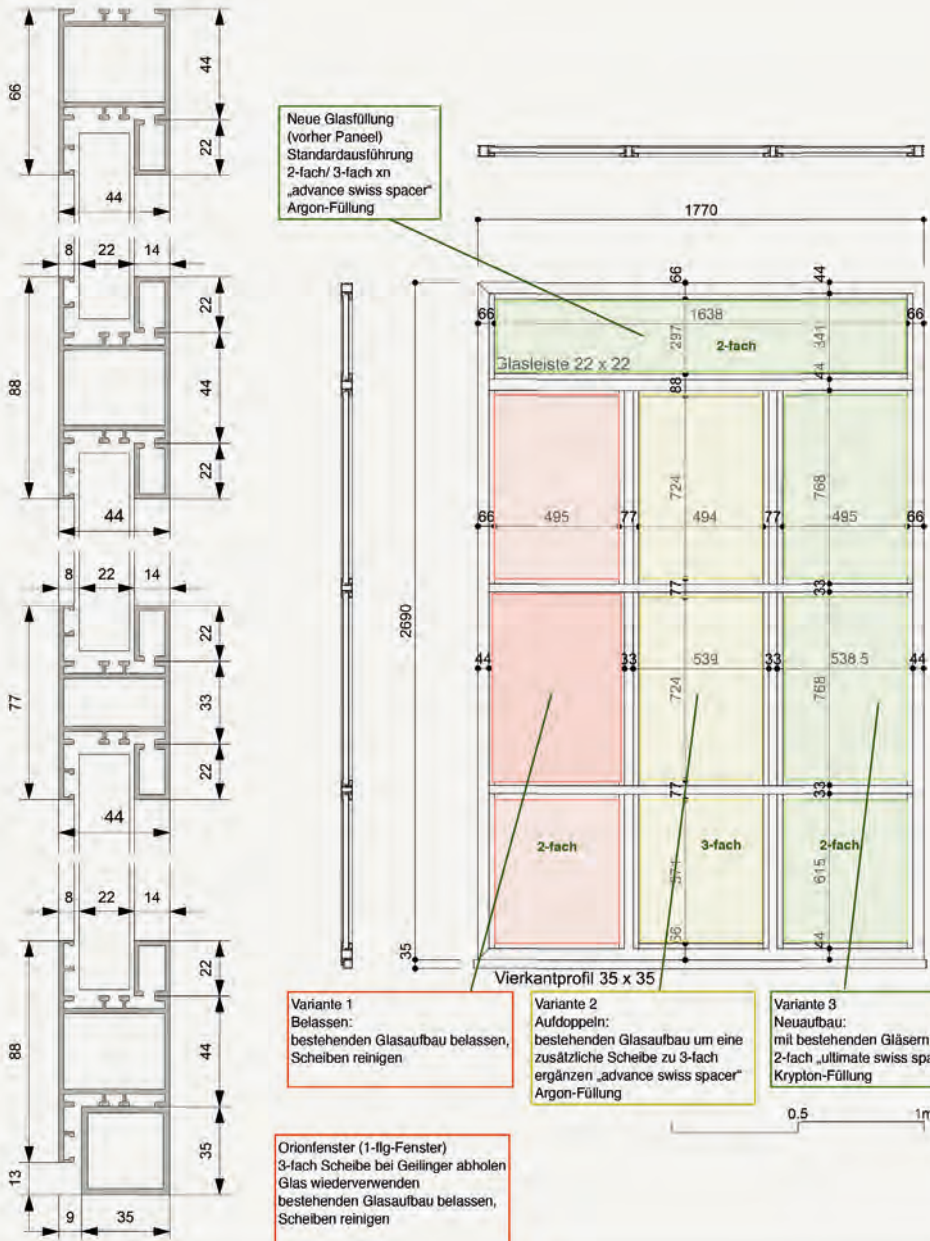 66
44
22
44
8
22
14
88
22
44
22
44
8
22
14
77
22
33
22
44
8
22
14
88
22
44
35
13
9
35
Neue Glasfüllung
(vorher Paneel)
Standardausführung
2-fach/ 3-fach xn
„advance swiss spacer“
Argon-Füllung
1770
66
44
66
1638
66
297
2-fach
341
Glasleiste 22 x 22
88
44
724
768
66
495
77
494
77
495
66
2690
77
33
44
33
539
33
538.5
44
724
768
77
33
2-fach
3-fach
2-fach
615
44
35
Vierkantprofil 35 x 35
Variante 1
Belassen:
bestehenden Glasaufbau belassen,
Scheiben reinigen
Variante 2
Aufdoppeln:
bestehenden Glasaufbau um eine
zusätzliche Scheibe zu 3-fach
ergänzen „advance swiss spacer“
Argon-Füllung
Variante 3
Neuaufbau:
mit bestehenden Gläsern
2-fach „ultimate swiss spa
Krypton-Füllung
0.5
1m
Orionfenster (1-flg-Fenster)
3-fach Scheibe bei Geilinger abholen
Glas wiederverwenden
bestehenden Glasaufbau belassen,
Scheiben reinigen